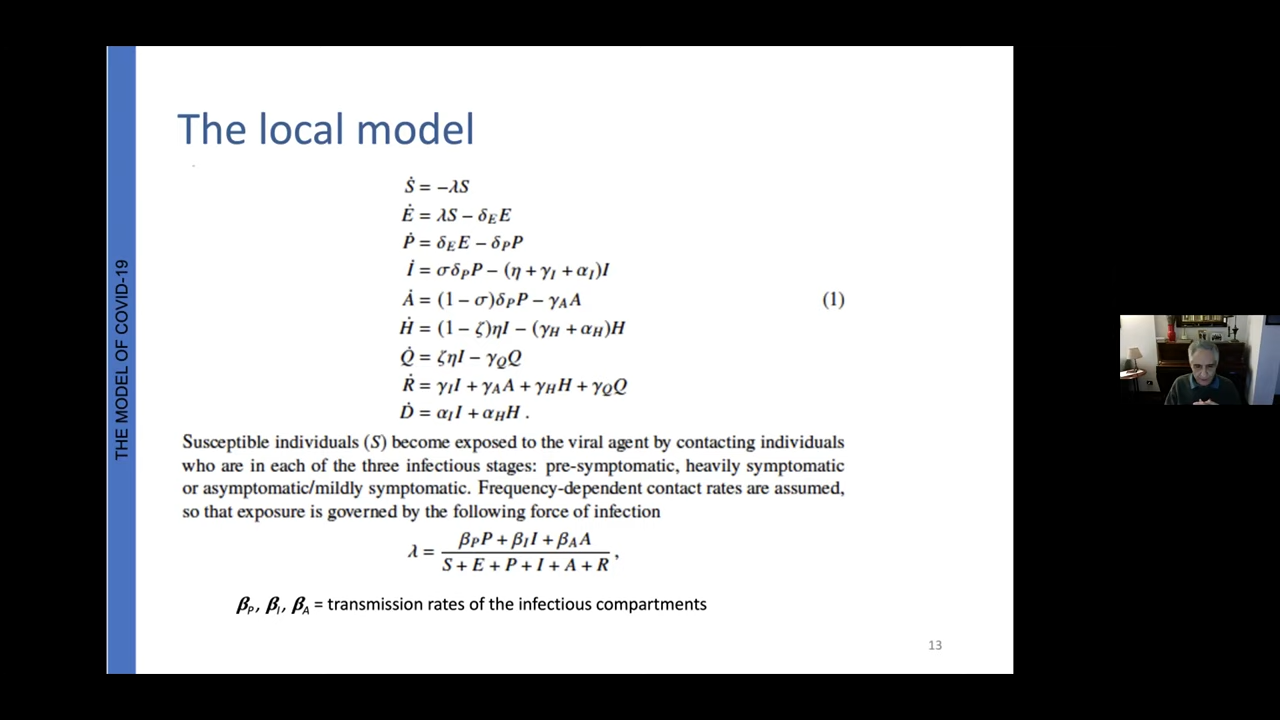 The local model
Ṡ = −λS
Ė = λS − δ_E E
Ṗ = δ_E E − δ_P P
İ = σδ_P P − (η + γ_I + α_I)I
Ȧ = (1 − σ)δ_P P − γ_A A
(1)
Ḣ = (1 − ζ)ηI − (γ_H + α_H)H
Q̇ = ζηI − γ_Q Q
Ṙ = γ_I I + γ_A A + γ_H H + γ_Q Q
Ḋ = α_I I + α_H H .
Susceptible individuals (S) become exposed to the viral agent by contacting individuals
who are in each of the three infectious stages: pre-symptomatic, heavily symptomatic
or asymptomatic/mildly symptomatic. Frequency-dependent contact rates are assumed,
so that exposure is governed by the following force of infection
λ = (β_P P + β_I I + β_A A) / (S + E + P + I + A + R) ,
β_P, β_I, β_A = transmission rates of the infectious compartments
13
THE MODEL OF COVID-19